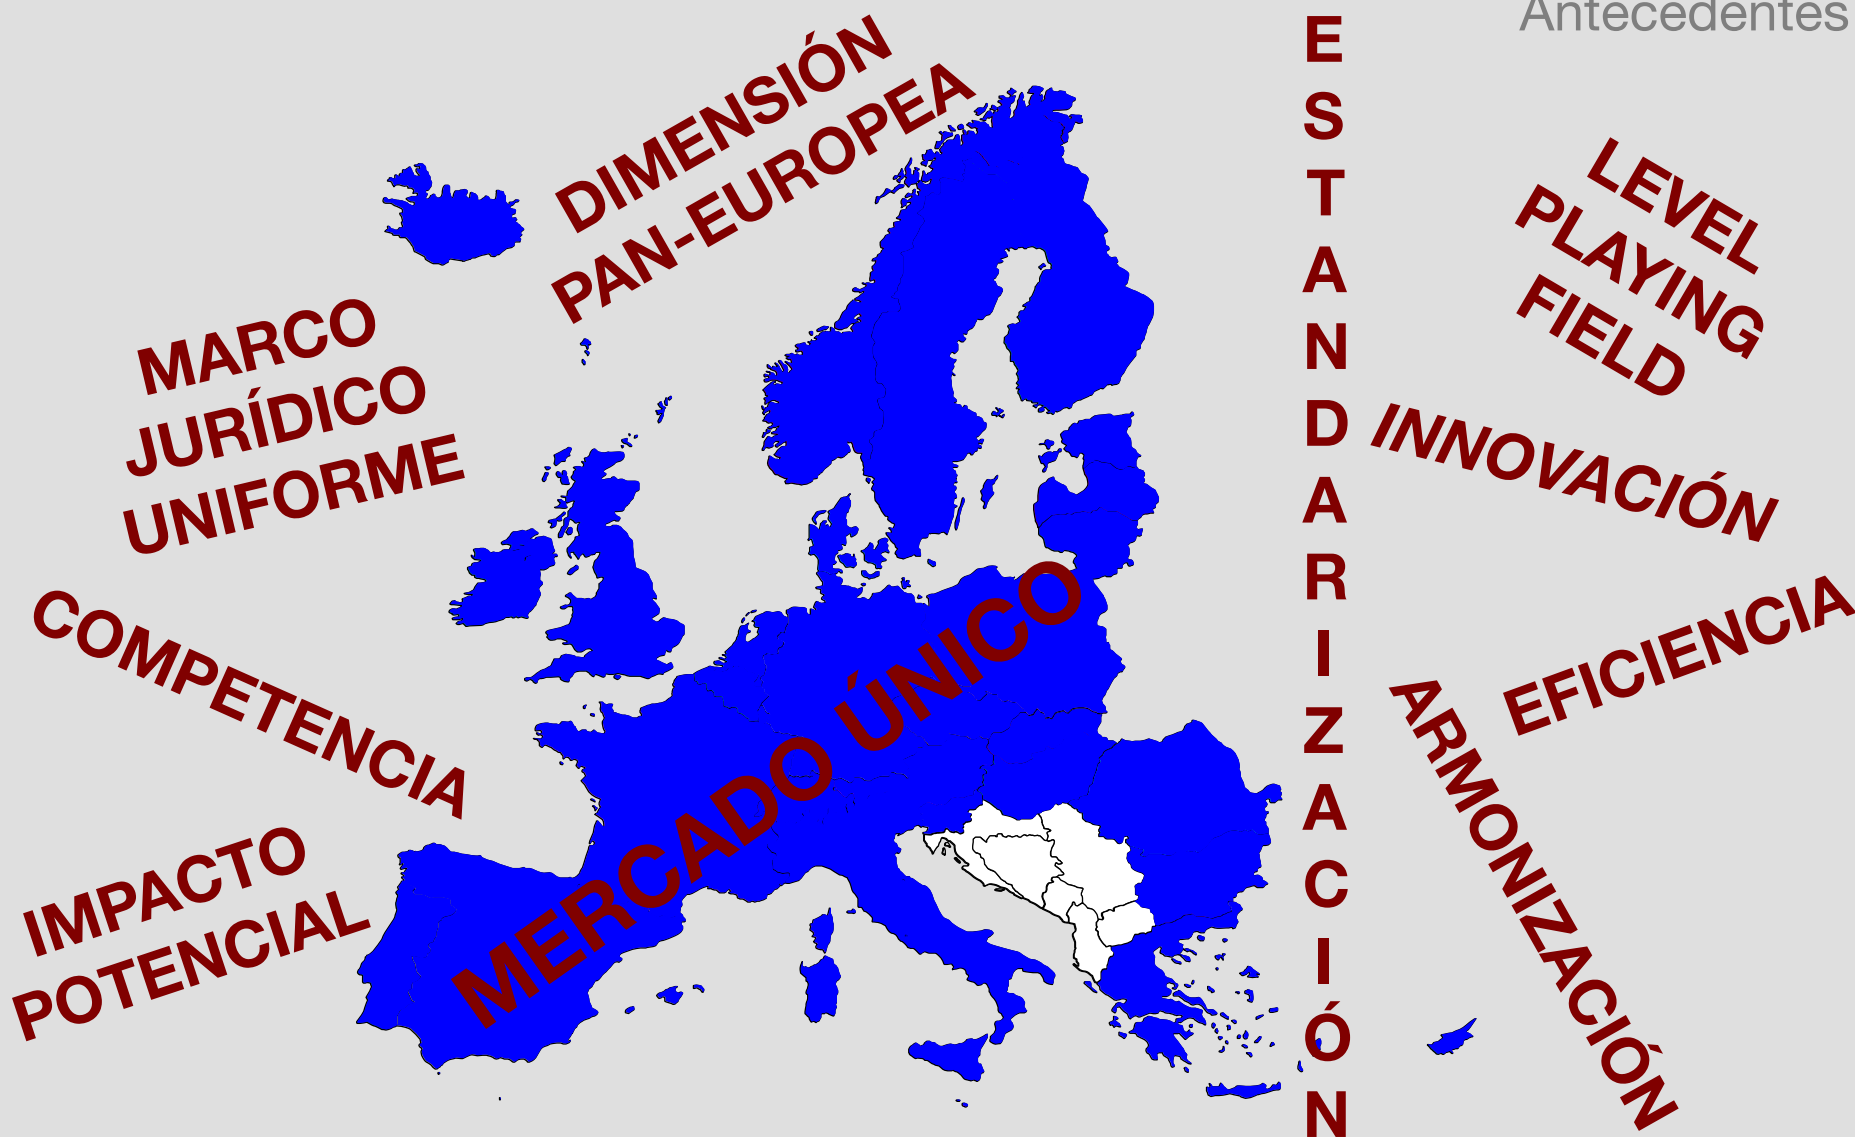 Antecedentes
DIMENSIÓN
PAN-EUROPEA
MARCO
JURÍDICO
UNIFORME
COMPETENCIA
IMPACTO
POTENCIAL
MERCADO ÚNICO
ESTANDARIZACIÓN
LEVEL
PLAYING
FIELD
INNOVACIÓN
EFICIENCIA
ARMONIZACIÓN